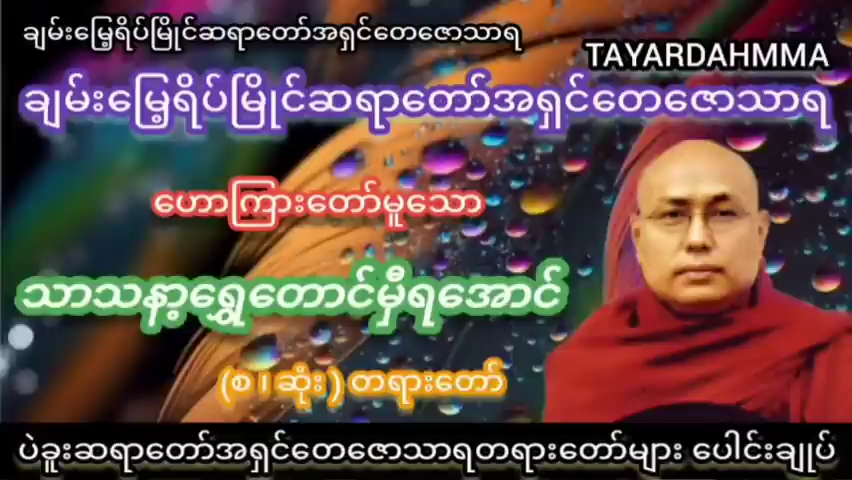 ချမ်းမြေ့ရိပ်မြိုင်ဆရာတော်အရှင်တေဇောသာရ
TAYARDAHMMA
ချမ်းမြေ့ရိပ်မြိုင်ဆရာတော်အရှင်တေဇောသာရ
ဟောကြားတော်မူသော
သာသနာ့ရွှေတောင်မှီရအောင်
(စ ၊ ဆုံး ) တရားတော်
ပဲခူးဆရာတော်အရှင်တေဇောသာရတရားတော်များ ပေါင်းချုပ်